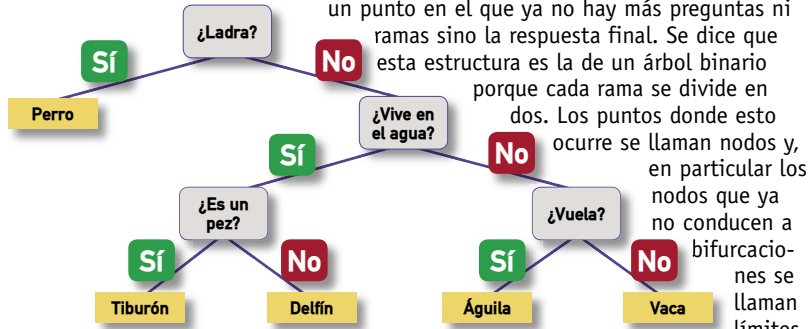 un punto en el que ya no hay más preguntas ni
ramas sino la respuesta final. Se dice que
esta estructura es la de un árbol binario
porque cada rama se divide en
dos. Los puntos donde esto
ocurre se llaman nodos y,
en particular los
nodos que ya
no conducen a
bifurcacio-
nes se
llaman
límites
¿Ladra?
Sí
No
Perro
¿Vive en
el agua?
Sí
No
¿Es un
pez?
¿Vuela?
Sí
No
Sí
No
Tiburón
Delfín
Águila
Vaca